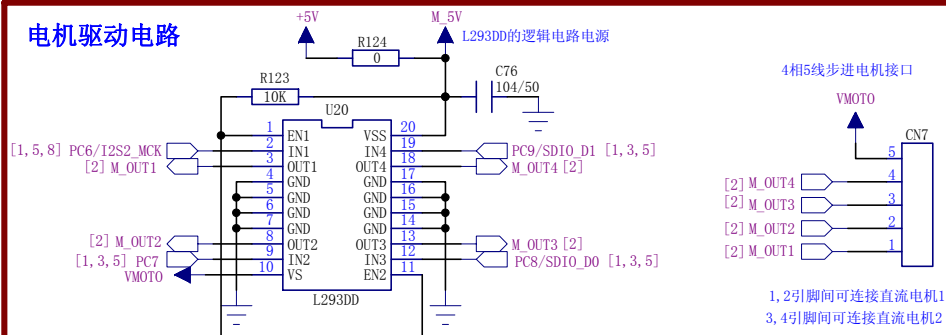 电机驱动电路
+5V
M_5V
L293DD的逻辑电路电源
R124
0
C76
104/50
R123
10K
U20
1 EN1 VSS 20
[1,5,8] PC6/I2S2_MCK 2 IN1 IN4 19 PC9/SDIO_D1 [1,3,5]
[2] M_OUT1 3 OUT1 OUT4 18 M_OUT4 [2]
4 GND GND 17
5 GND GND 16
6 GND GND 15
7 GND GND 14
[2] M_OUT2 8 OUT2 OUT3 13 M_OUT3 [2]
[1,3,5] PC7 9 IN2 IN3 12 PC8/SDIO_D0 [1,3,5]
VMOTO 10 VS EN2 11
L293DD
4相5线步进电机接口
VMOTO
CN7
5
[2] M_OUT4 4
[2] M_OUT3 3
[2] M_OUT2 2
[2] M_OUT1 1
1,2引脚间可连接直流电机1
3,4引脚间可连接直流电机2